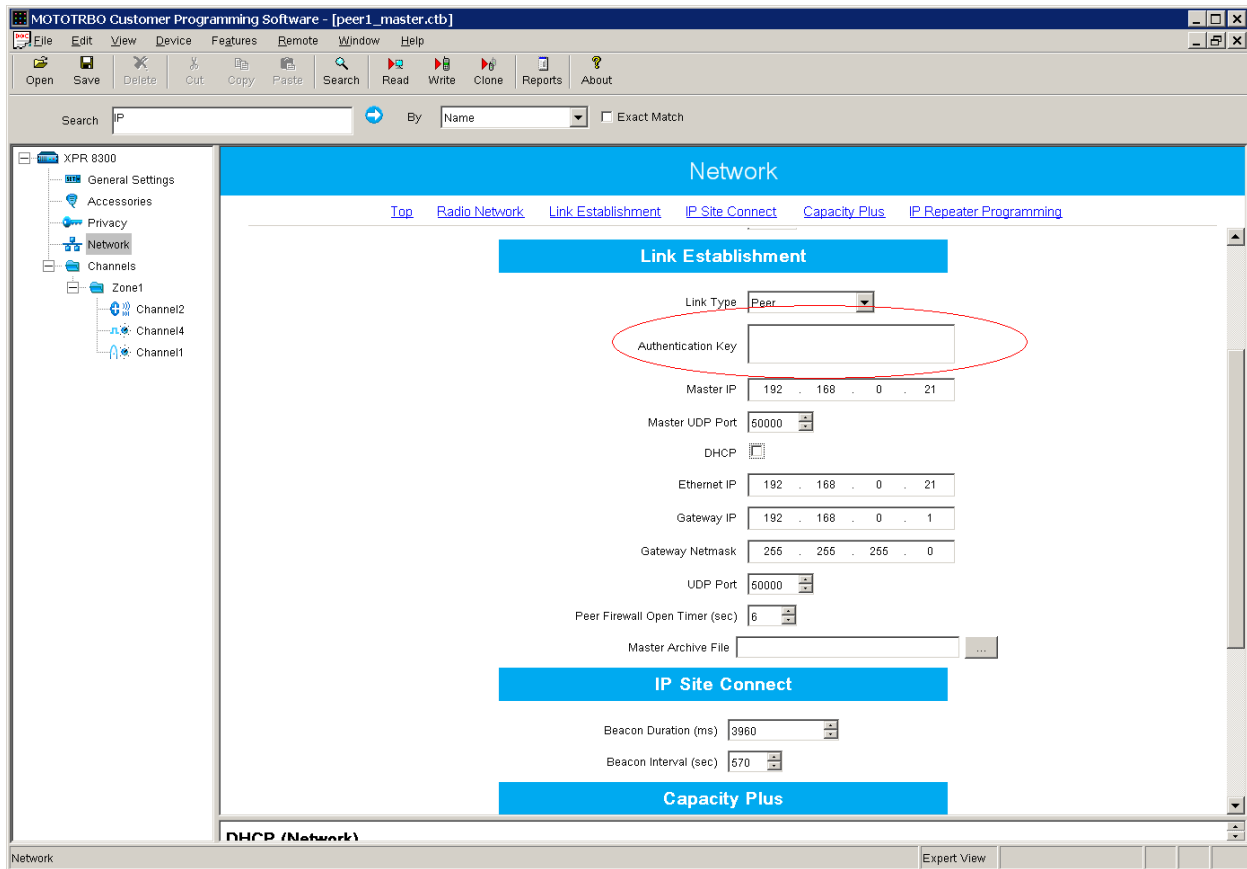 MOTOTRBO Customer Programming Software - [peer1_master.ctb]
File Edit View Device Features Remote Window Help
Open Save Delete Cut Copy Paste Search Read Write Clone Reports About
Search IP By Name Exact Match
XPR 8300
General Settings
Accessories
Privacy
Network
Channels
Zone1
Channel2
Channel4
Channel1
Network
Top Radio Network Link Establishment IP Site Connect Capacity Plus IP Repeater Programming
Link Establishment
Link Type Peer
Authentication Key
Master IP 192 . 168 . 0 . 21
Master UDP Port 50000
DHCP
Ethernet IP 192 . 168 . 0 . 21
Gateway IP 192 . 168 . 0 . 1
Gateway Netmask 255 . 255 . 255 . 0
UDP Port 50000
Peer Firewall Open Timer (sec) 6
Master Archive File ...
IP Site Connect
Beacon Duration (ms) 3960
Beacon Interval (sec) 570
Capacity Plus
DHCP (Network)
Network Expert View